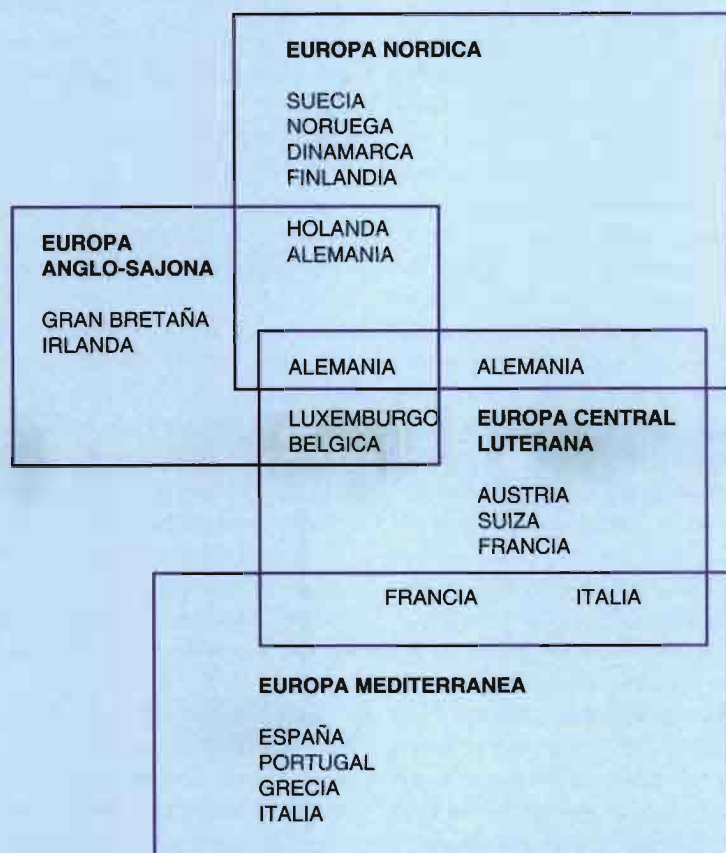 EUROPA NORDICA
SUECIA
NORUEGA
DINAMARCA
FINLANDIA
HOLANDA
ALEMANIA
EUROPA
ANGLO-SAJONA
GRAN BRETAÑA
IRLANDA
ALEMANIA
ALEMANIA
LUXEMBURGO
BELGICA
EUROPA CENTRAL
LUTERANA
AUSTRIA
SUIZA
FRANCIA
FRANCIA ITALIA
EUROPA MEDITERRANEA
ESPAÑA
PORTUGAL
GRECIA
ITALIA